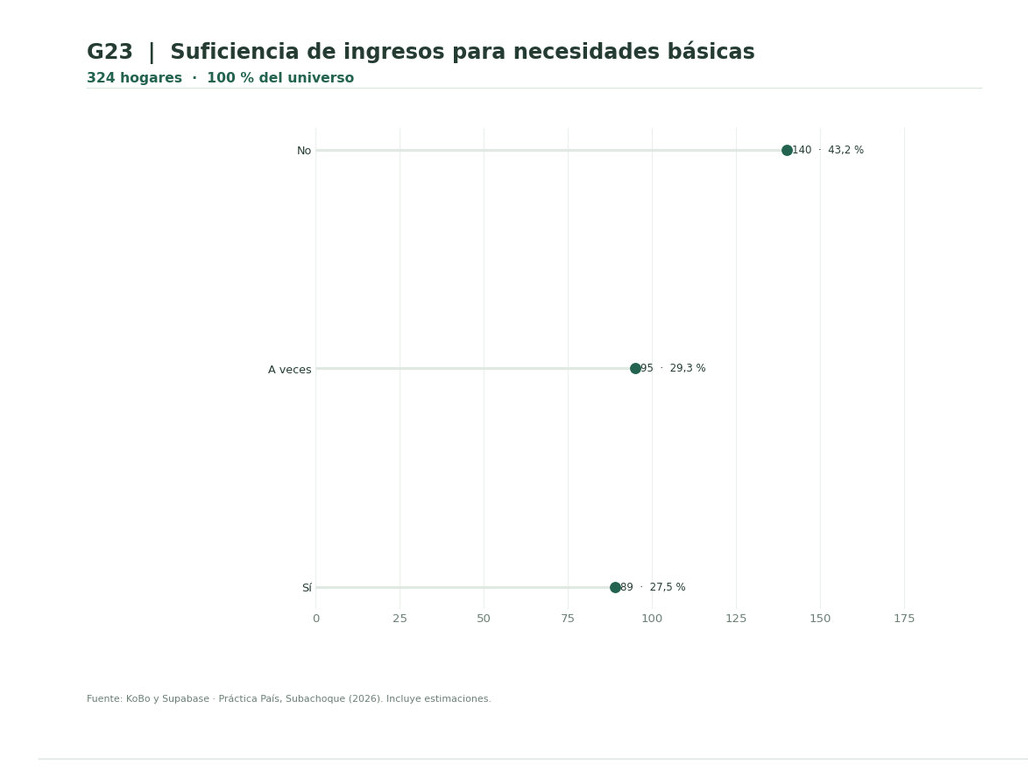 G23 | Suficiencia de ingresos para necesidades básicas
324 hogares · 100 % del universo
No 140 · 43,2 %
A veces 95 · 29,3 %
Sí 89 · 27,5 %
0 25 50 75 100 125 150 175
Fuente: KoBo y Supabase · Práctica País, Subachoque (2026). Incluye estimaciones.